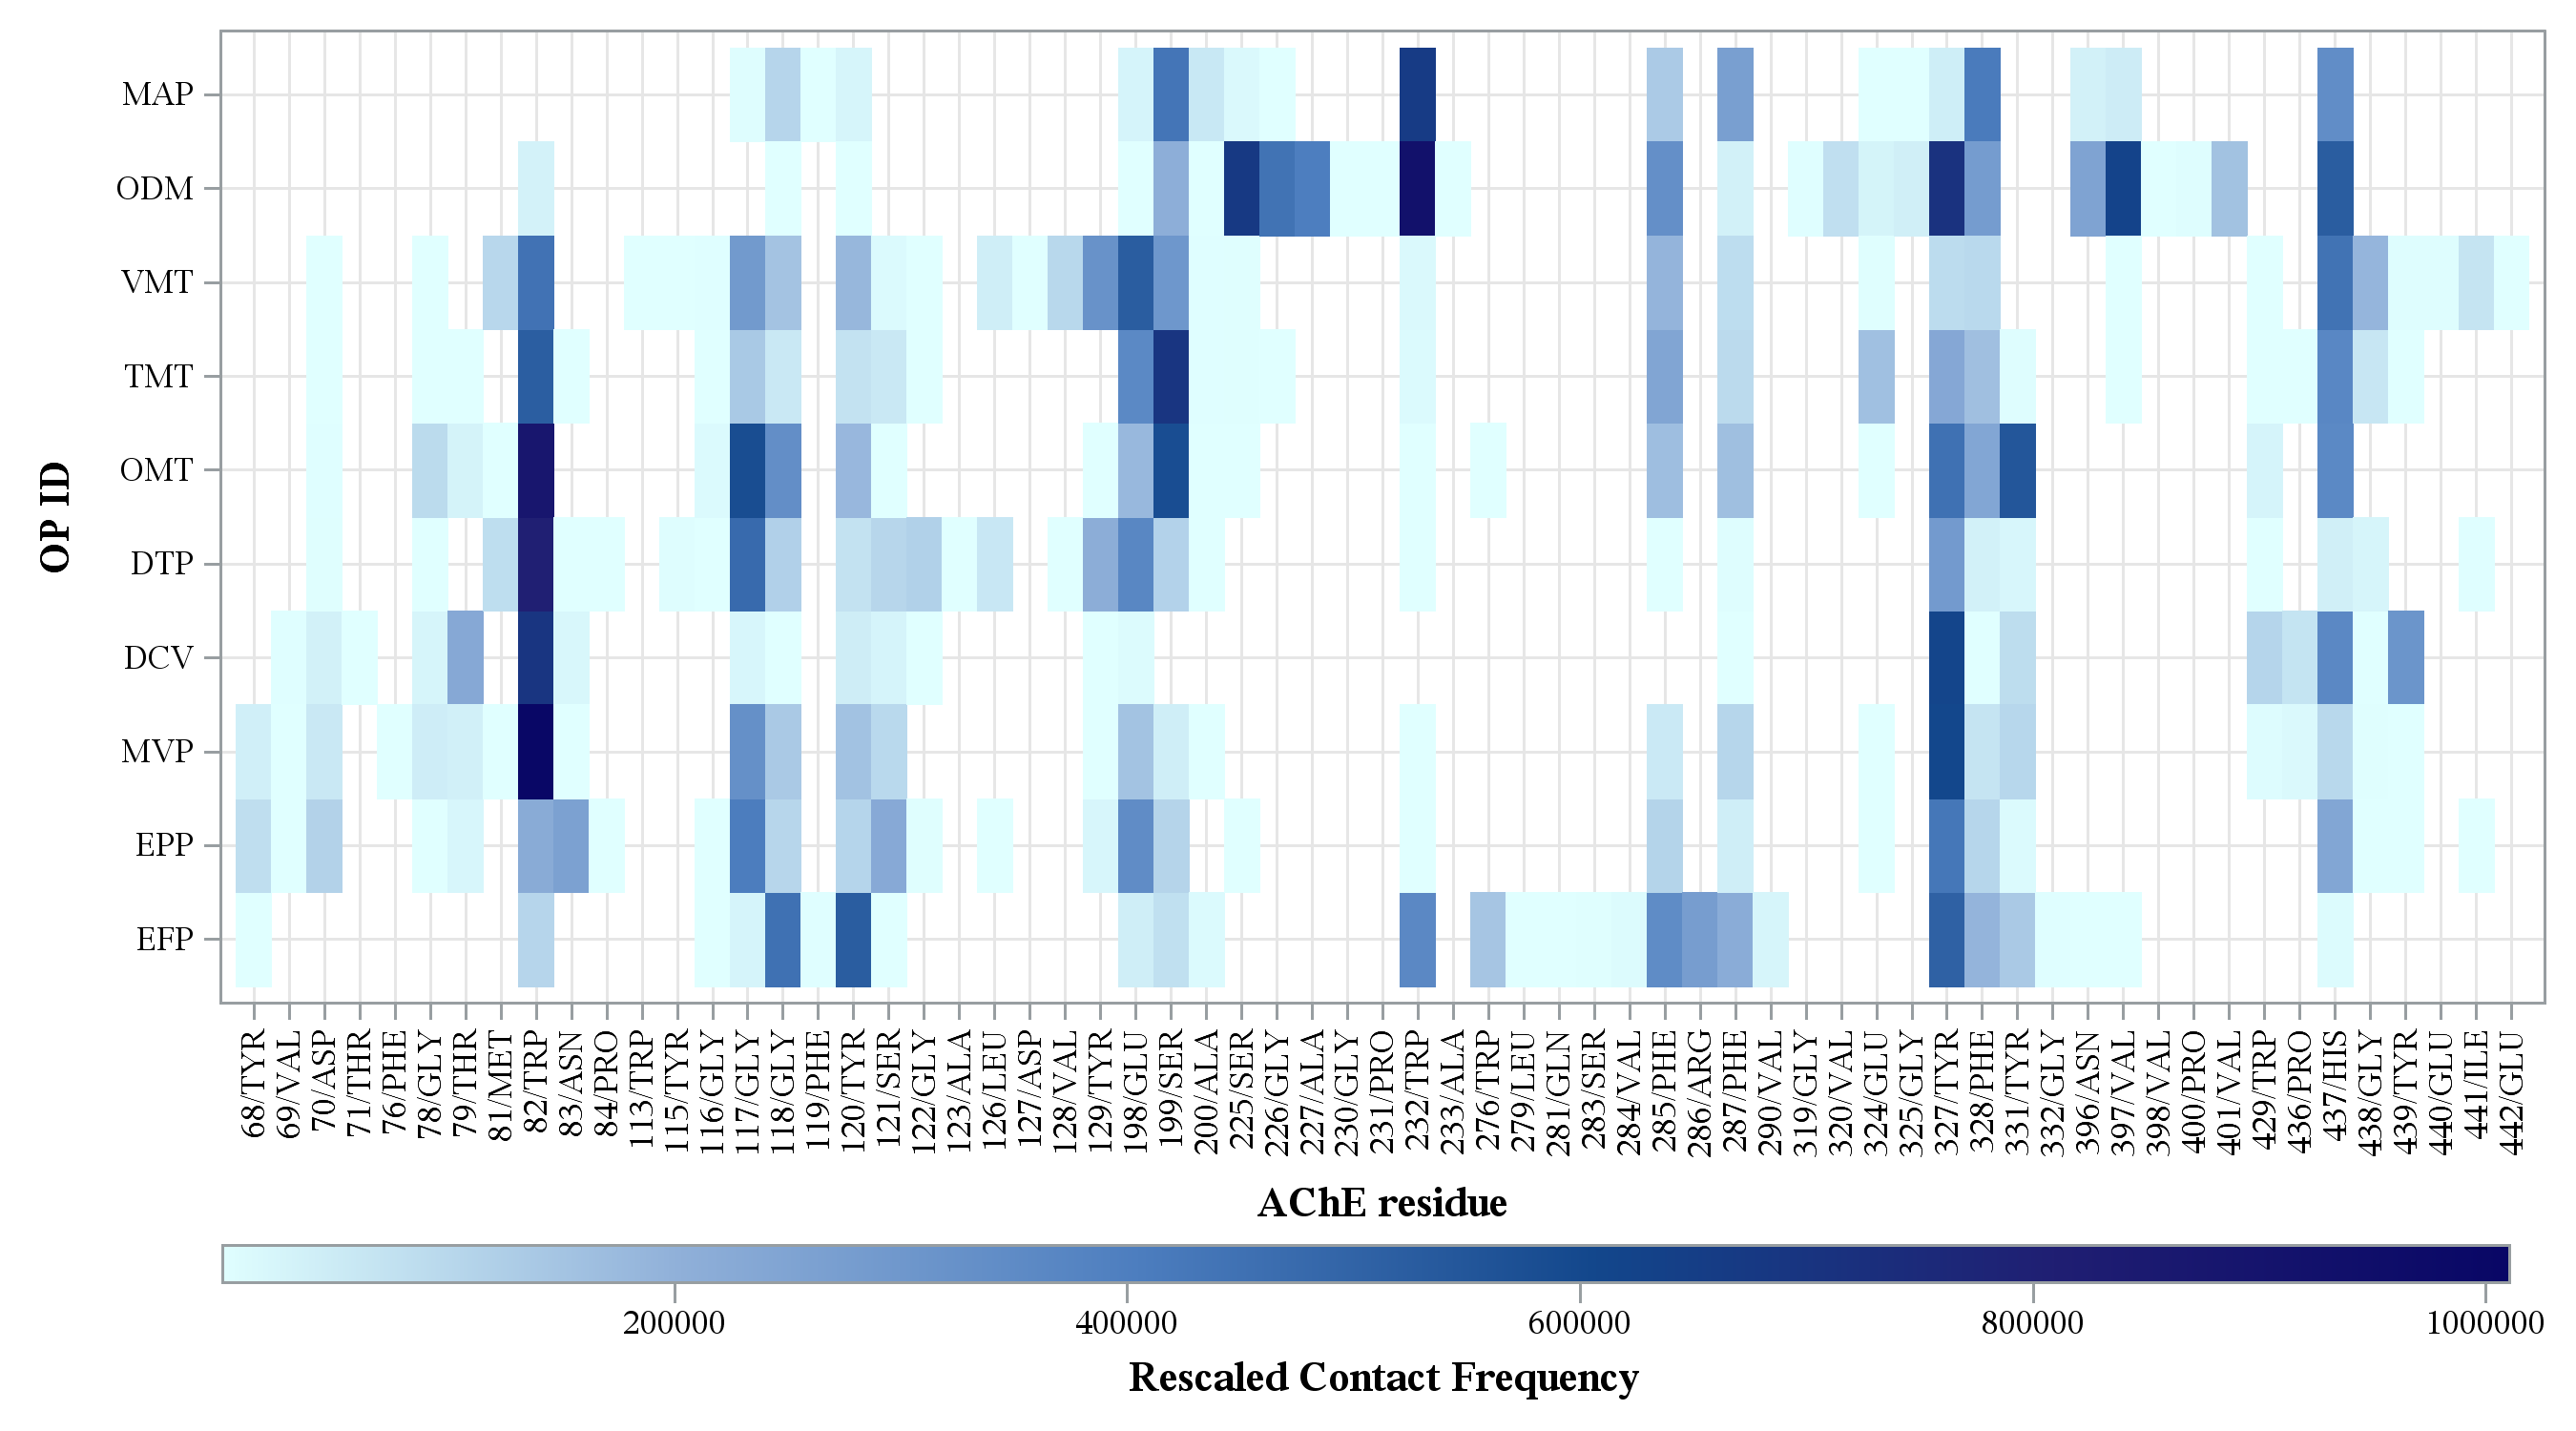 MAP
ODM
VMT
TMT
OMT
DTP
DCV
MVP
EPP
EFP
OP ID
68/TYR
69/VAL
70/ASP
71/THR
76/PHE
78/GLY
79/THR
81/MET
82/TRP
83/ASN
84/PRO
113/TRP
115/TYR
116/GLY
117/GLY
118/GLY
119/PHE
120/TYR
121/SER
122/GLY
123/ALA
126/LEU
127/ASP
128/VAL
129/TYR
198/GLU
199/SER
200/ALA
225/SER
226/GLY
227/ALA
230/GLY
231/PRO
232/TRP
233/ALA
276/TRP
279/LEU
281/GLN
283/SER
284/VAL
285/PHE
286/ARG
287/PHE
290/VAL
319/GLY
320/VAL
324/GLU
325/GLY
327/TYR
328/PHE
331/TYR
332/GLY
396/ASN
397/VAL
398/VAL
400/PRO
401/VAL
429/TRP
436/PRO
437/HIS
438/GLY
439/TYR
440/GLU
441/ILE
442/GLU
AChE residue
200000 400000 600000 800000 1000000
Rescaled Contact Frequency